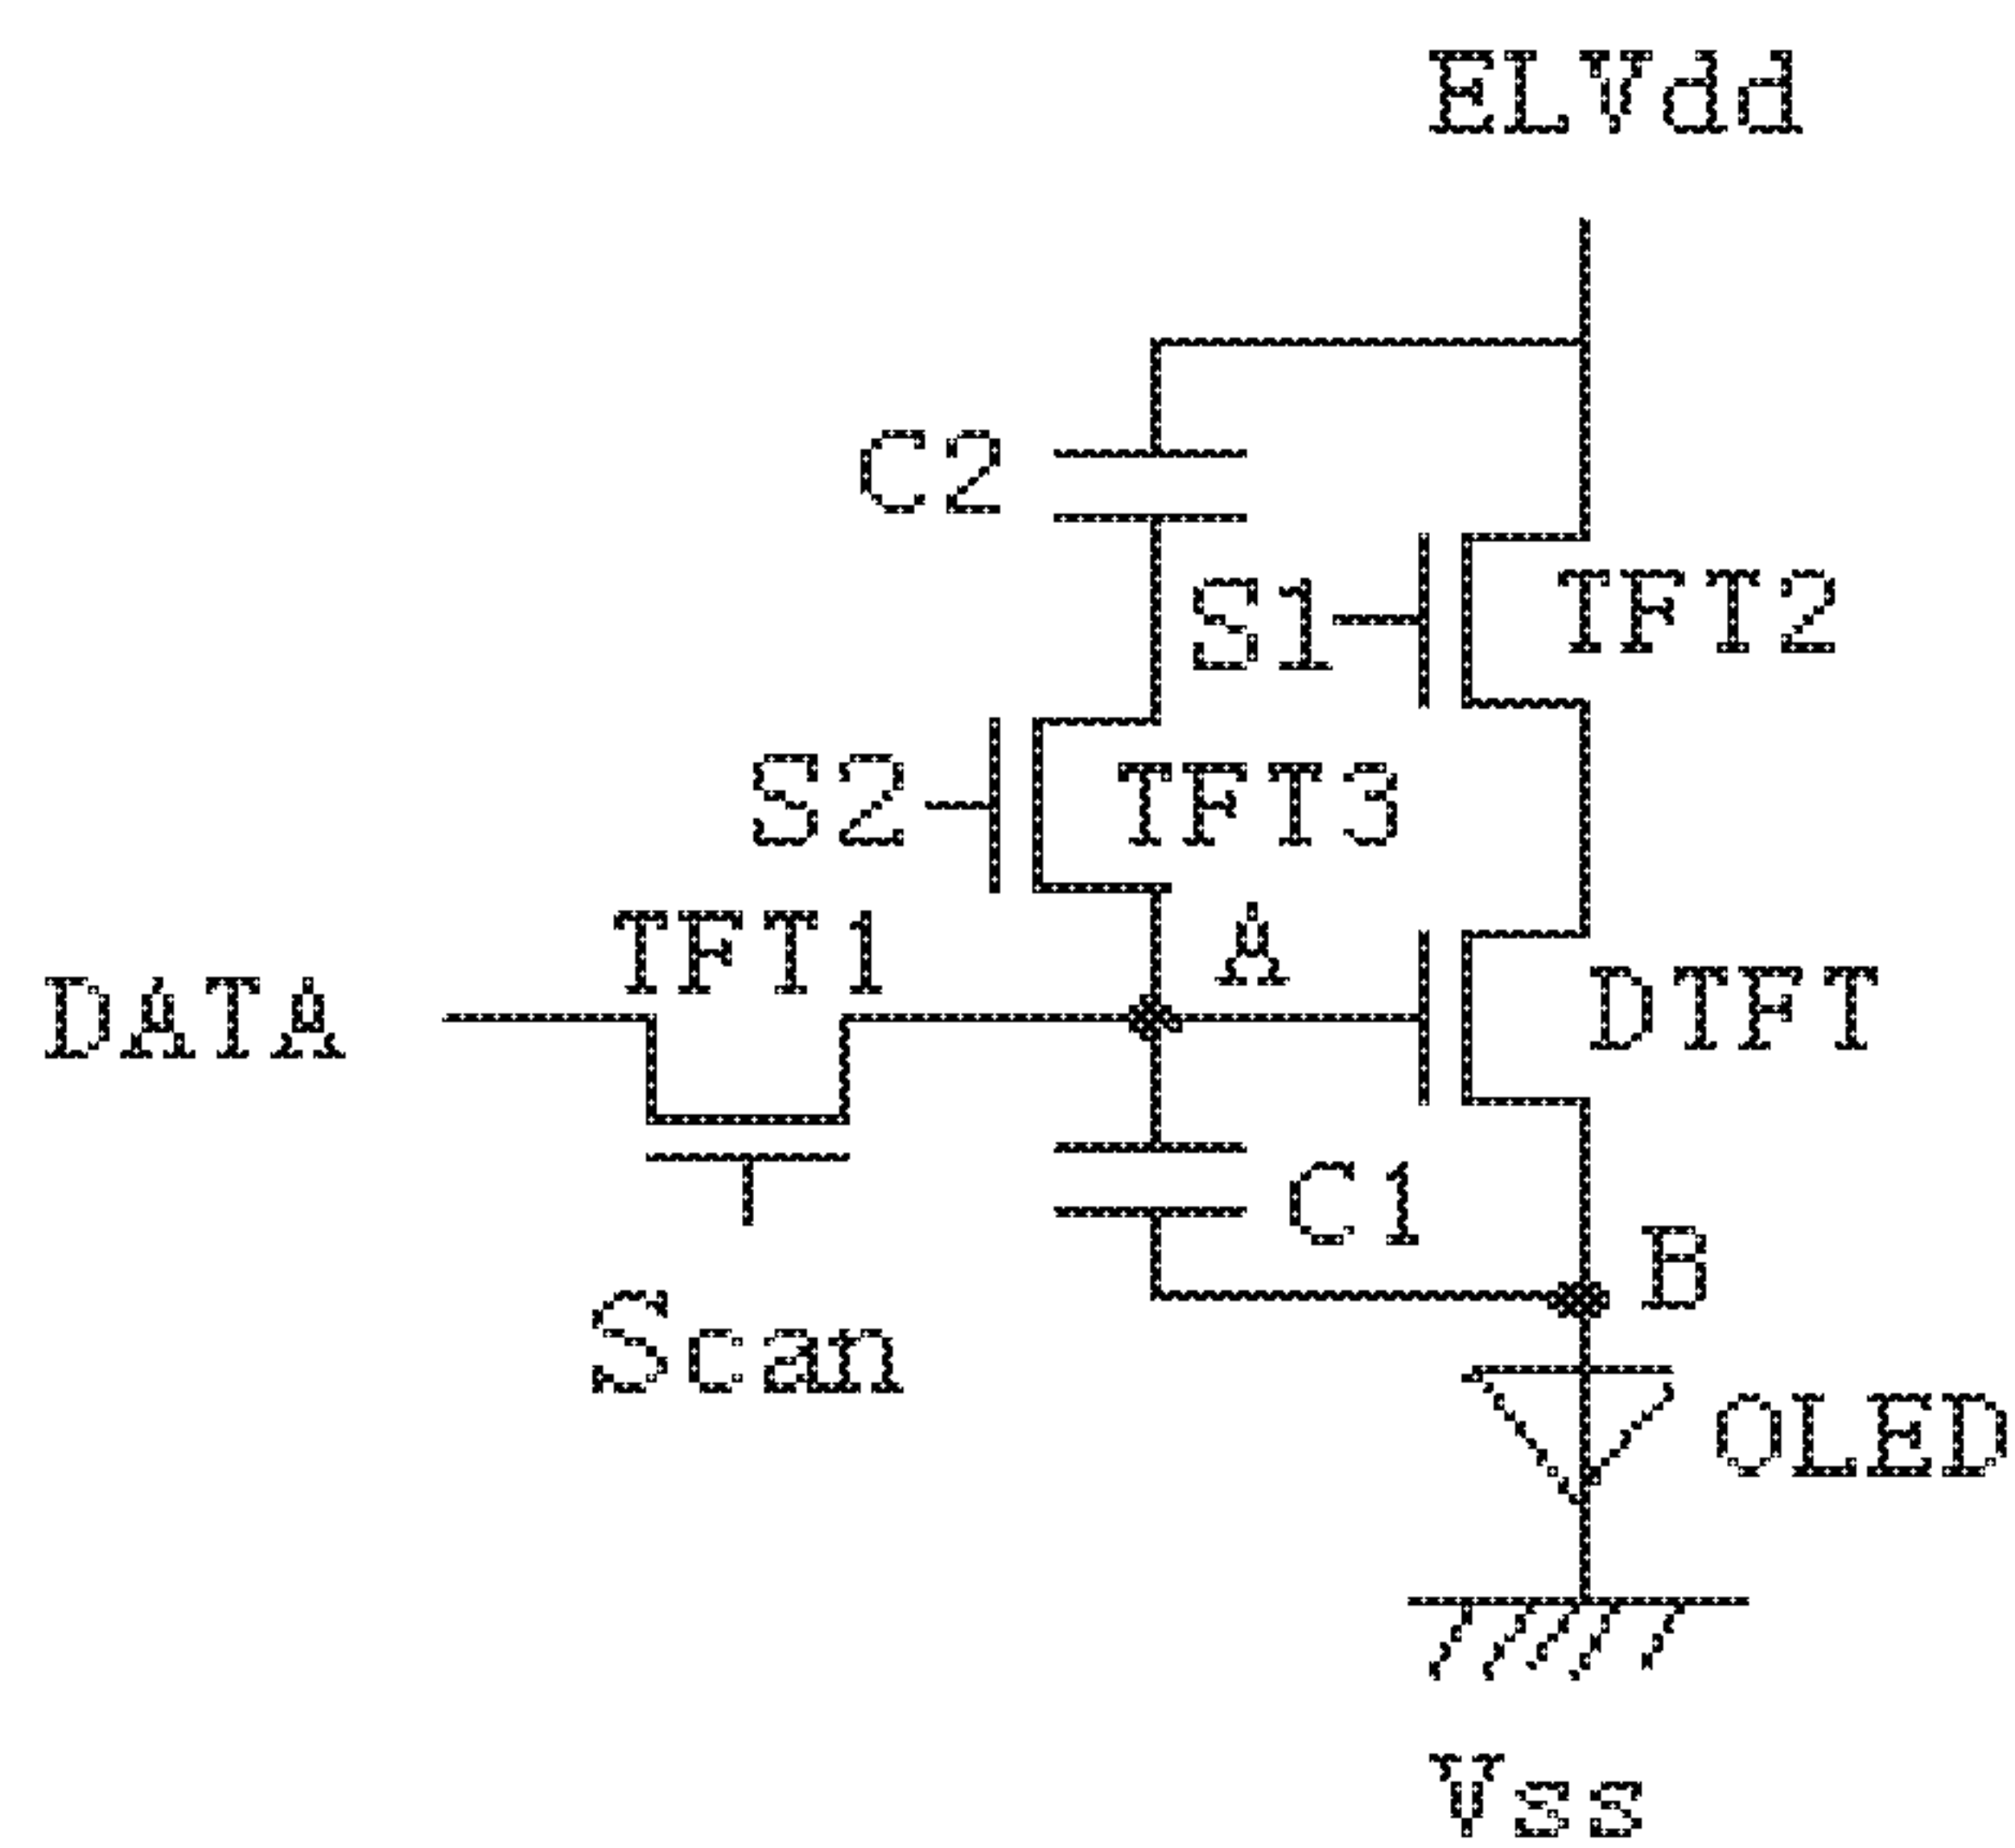 ELVdd
C2
S1
TFT2
S2
TFT3
TFT1
A
DATA
DTFT
C1
B
Scan
OLED
Vss